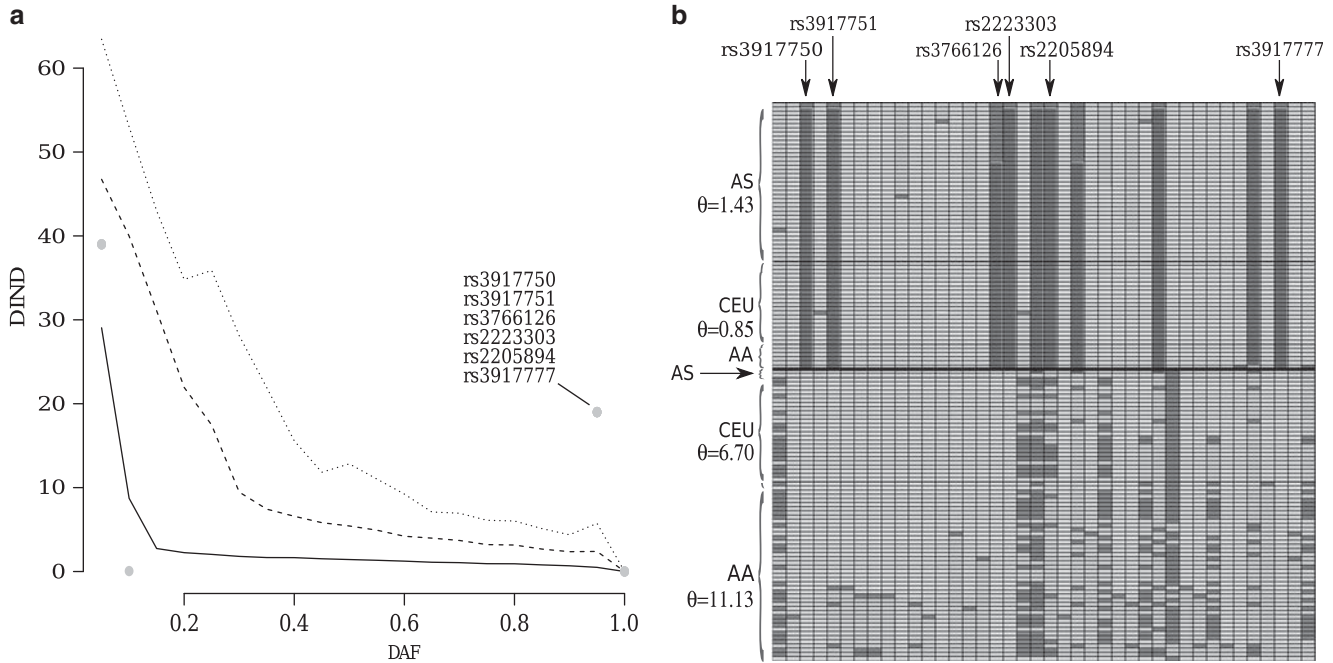 a
60
50
40
30
20
10
0
DIND
rs3917750
rs3917751
rs3766126
rs2223303
rs2205894
rs3917777
0.2 0.4 0.6 0.8 1.0
DAF
b
rs3917751 rs2223303
rs3917750 rs3766126 rs2205894 rs3917777
AS
θ=1.43
CEU
θ=0.85
AA
AS
CEU
θ=6.70
AA
θ=11.13